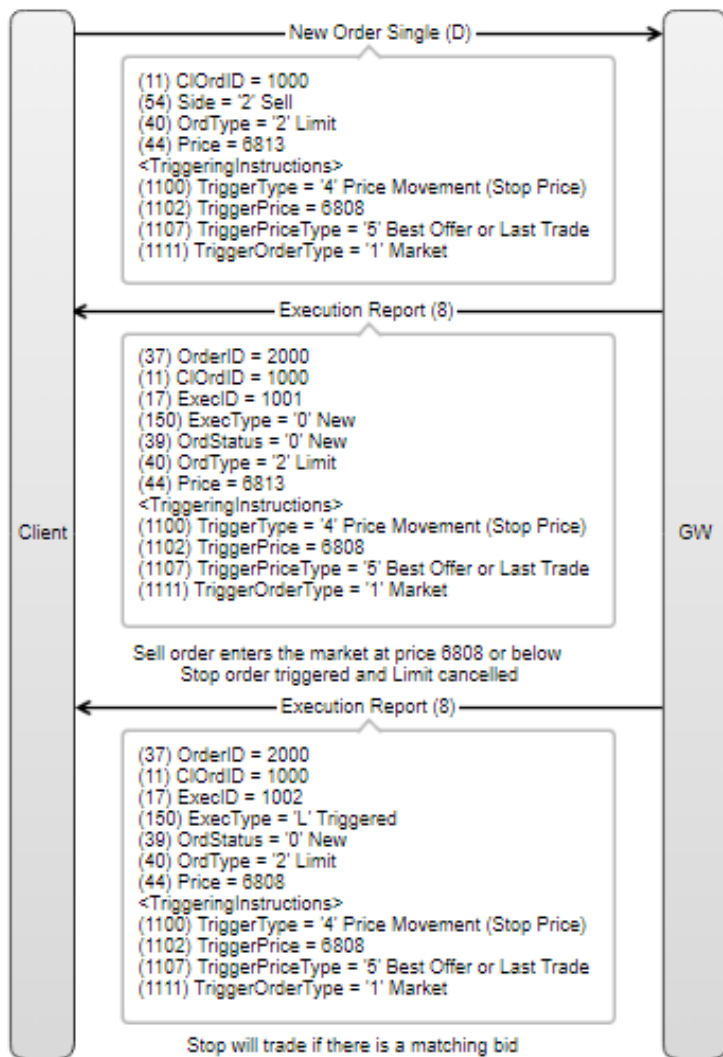 New Order Single (D)
(11) ClOrdID = 1000
(54) Side = '2' Sell
(40) OrdType = '2' Limit
(44) Price = 6813
<TriggeringInstructions>
(1100) TriggerType = '4' Price Movement (Stop Price)
(1102) TriggerPrice = 6808
(1107) TriggerPriceType = '5' Best Offer or Last Trade
(1111) TriggerOrderType = '1' Market
Execution Report (8)
(37) OrderID = 2000
(11) ClOrdID = 1000
(17) ExecID = 1001
(150) ExecType = '0' New
(39) OrdStatus = '0' New
(40) OrdType = '2' Limit
(44) Price = 6813
<TriggeringInstructions>
(1100) TriggerType = '4' Price Movement (Stop Price)
(1102) TriggerPrice = 6808
(1107) TriggerPriceType = '5' Best Offer or Last Trade
(1111) TriggerOrderType = '1' Market
Client
GW
Sell order enters the market at price 6808 or below
Stop order triggered and Limit cancelled
Execution Report (8)
(37) OrderID = 2000
(11) ClOrdID = 1000
(17) ExecID = 1002
(150) ExecType = 'L' Triggered
(39) OrdStatus = '0' New
(40) OrdType = '2' Limit
(44) Price = 6808
<TriggeringInstructions>
(1100) TriggerType = '4' Price Movement (Stop Price)
(1102) TriggerPrice = 6808
(1107) TriggerPriceType = '5' Best Offer or Last Trade
(1111) TriggerOrderType = '1' Market
Stop will trade if there is a matching bid